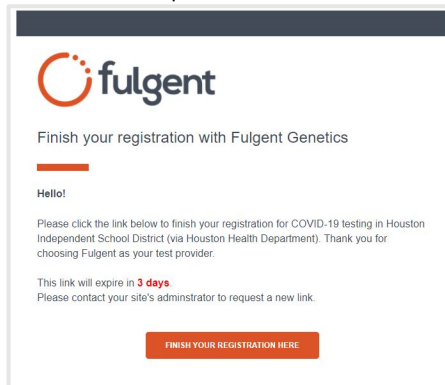 fulgent
Finish your registration with Fulgent Genetics
Hello!
Please click the link below to finish your registration for COVID-19 testing in Houston
Independent School District (via Houston Health Department). Thank you for
choosing Fulgent as your test provider.
This link will expire in 3 days
Please contact your site's adminstrator to request a new link.
FINISH YOUR REGISTRATION HERE